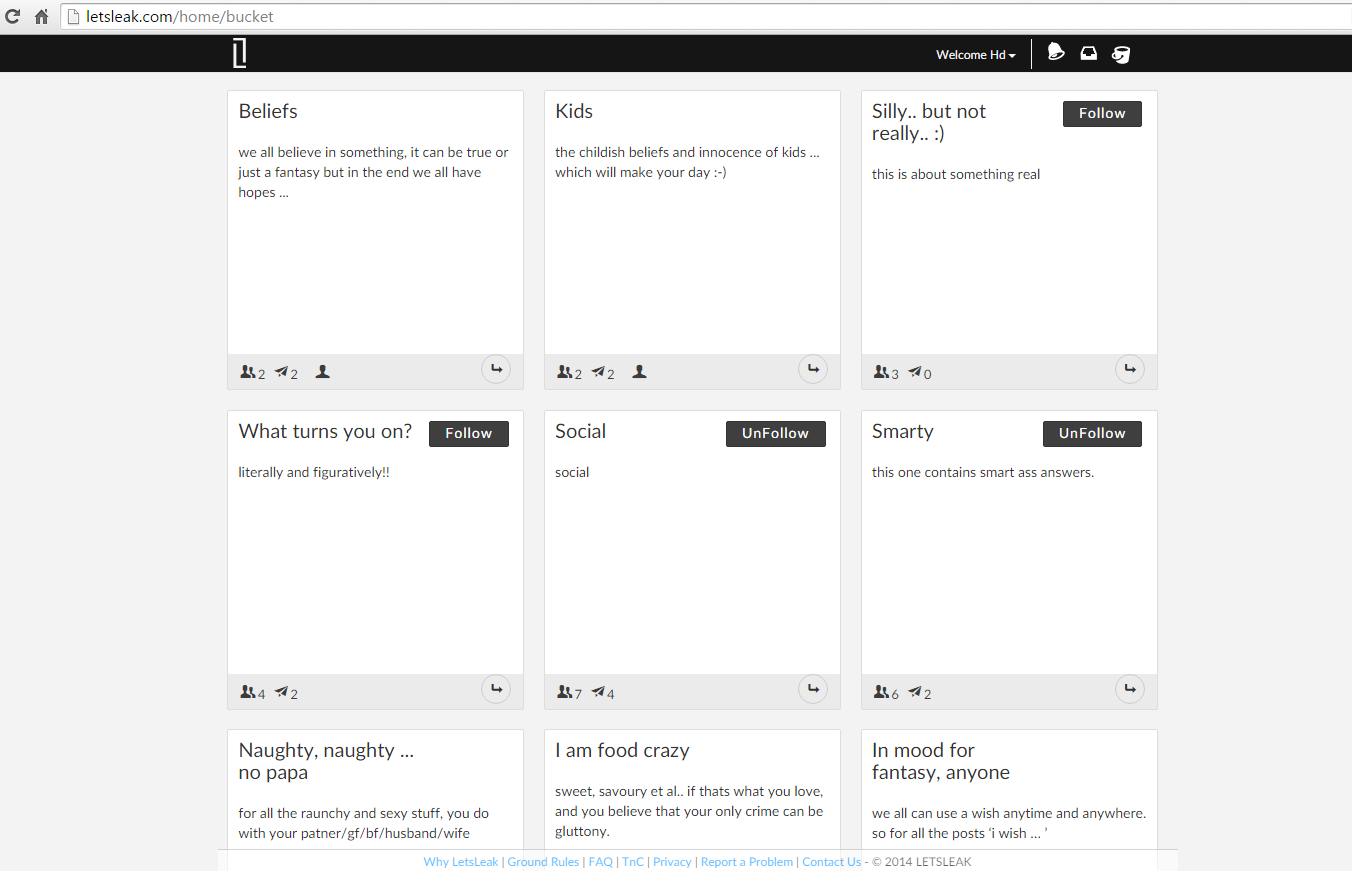 letsleak.com/home/bucket
Welcome Hd
Beliefs
we all believe in something, it can be true or
just a fantasy but in the end we all have
hopes ...
2 2
Kids
the childish beliefs and innocence of kids ...
which will make your day :-)
2 2
Silly.. but not
really.. :)
Follow
this is about something real
3 0
What turns you on?
Follow
literally and figuratively!!
4 2
Social
UnFollow
social
7 4
Smarty
UnFollow
this one contains smart ass answers.
6 2
Naughty, naughty ...
no papa
for all the raunchy and sexy stuff, you do
with your patner/gf/bf/husband/wife
I am food crazy
sweet, savoury et al.. if thats what you love,
and you believe that your only crime can be
gluttony.
In mood for
fantasy, anyone
we all can use a wish anytime and anywhere.
so for all the posts ‘i wish ... ’
Why LetsLeak | Ground Rules | FAQ | TnC | Privacy | Report a Problem | Contact Us - © 2014 LETSLEAK